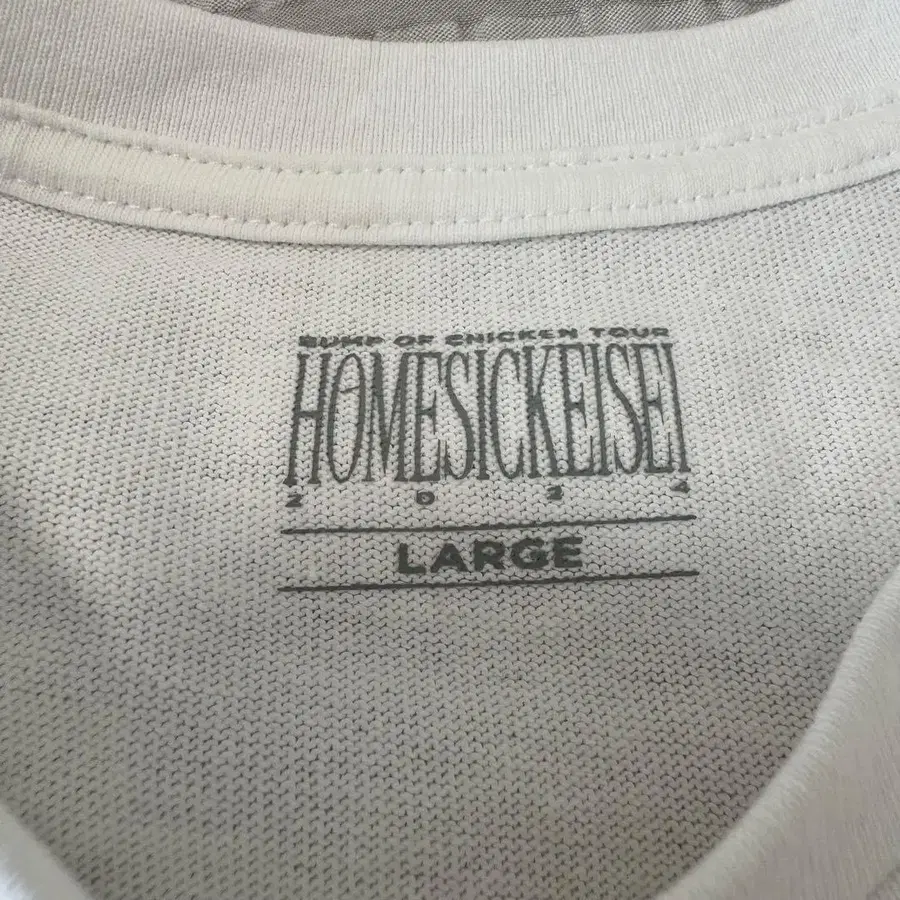 BUMP OF CHICKEN TOUR
HOMESICKEISEI
2024
LARGE